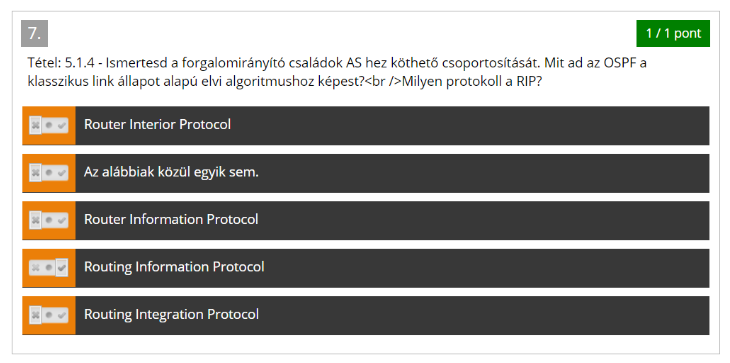 7.
1 / 1 pont
Tétel: 5.1.4 - Ismertesd a forgalomirányító családok AS hez köthető csoportosítását. Mit ad az OSPF a
klasszikus link állapot alapú elvi algoritmushoz képest?<br />Milyen protokoll a RIP?
Router Interior Protocol
Az alábbiak közül egyik sem.
Router Information Protocol
Routing Information Protocol
Routing Integration Protocol